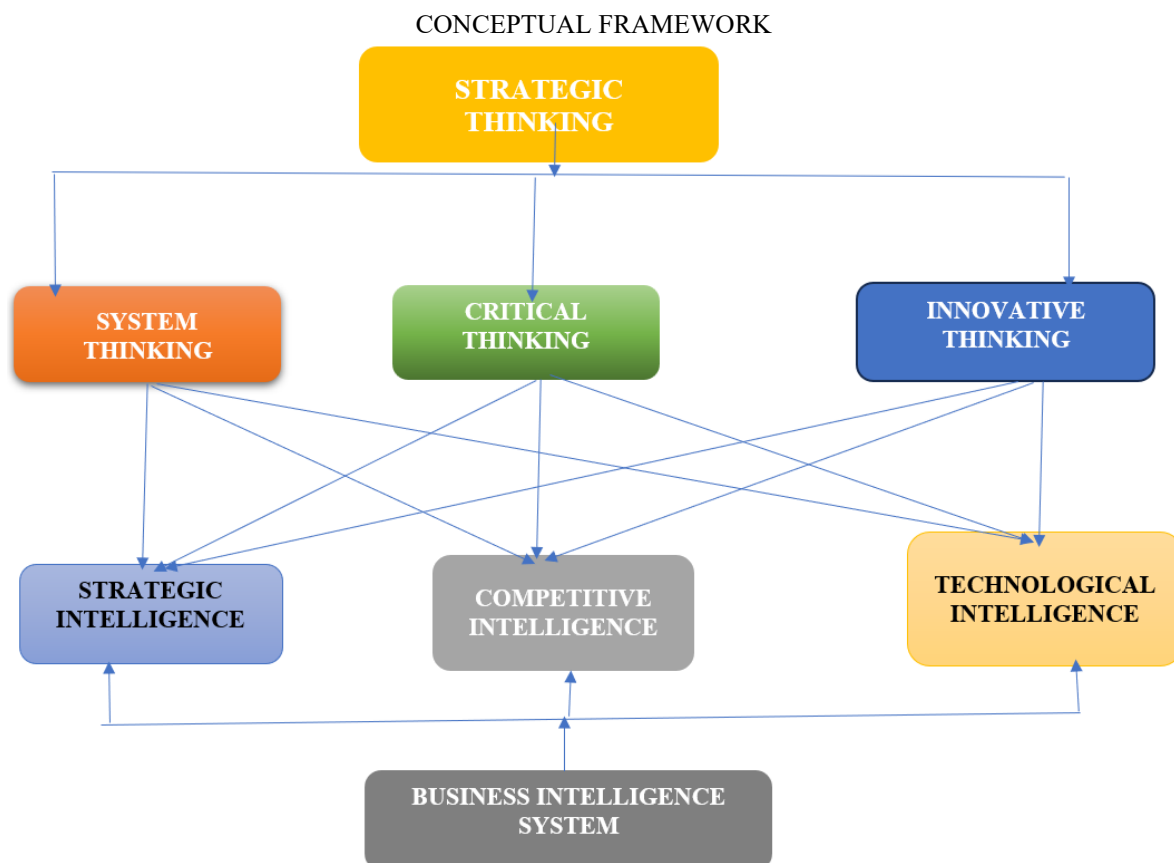 CONCEPTUAL FRAMEWORK
STRATEGIC
THINKING
SYSTEM
THINKING
CRITICAL
THINKING
INNOVATIVE
THINKING
STRATEGIC
INTELLIGENCE
COMPETITIVE
INTELLIGENCE
TECHNOLOGICAL
INTELLIGENCE
BUSINESS INTELLIGENCE
SYSTEM